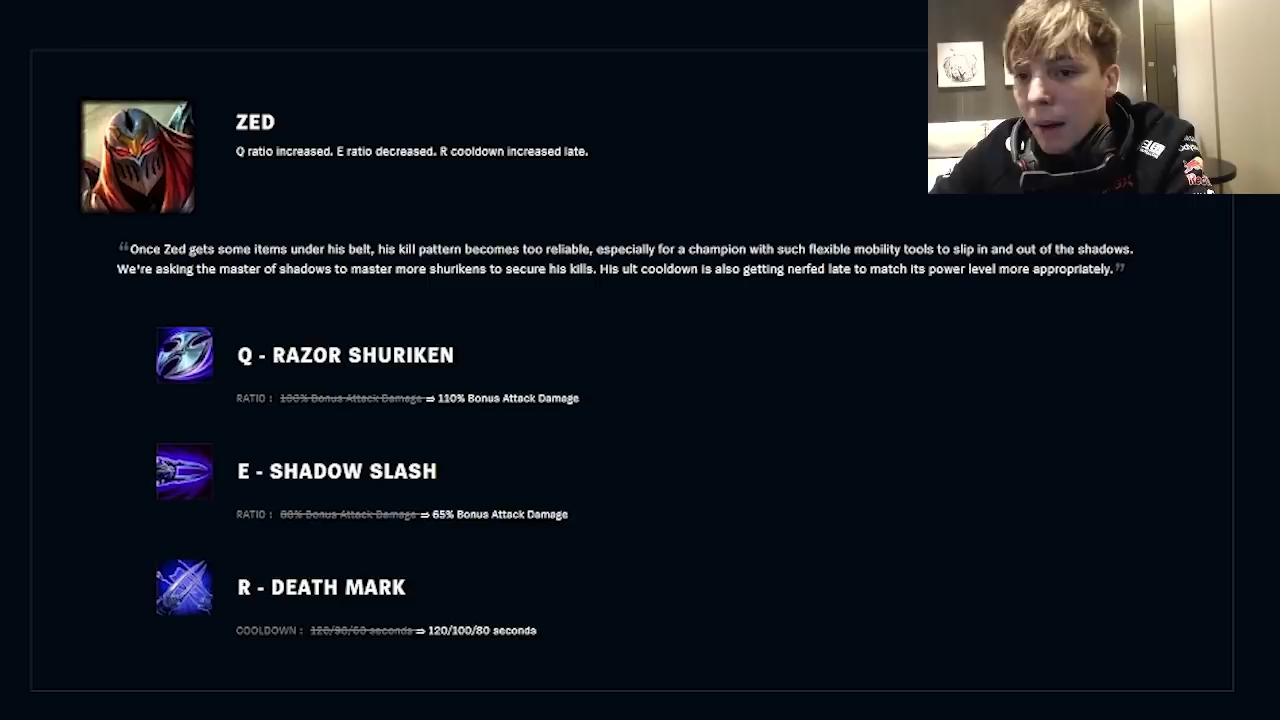 ZED
Q ratio increased. E ratio decreased. R cooldown increased late.
“Once Zed gets some items under his belt, his kill pattern becomes too reliable, especially for a champion with such flexible mobility tools to slip in and out of the shadows.
We're asking the master of shadows to master more shurikens to secure his kills. His ult cooldown is also getting nerfed late to match its power level more appropriately.”
Q - RAZOR SHURIKEN
RATIO : 100% Bonus Attack Damage ⇒ 110% Bonus Attack Damage
E - SHADOW SLASH
RATIO : Bonus Attack Damage ⇒ 65% Bonus Attack Damage
R - DEATH MARK
COOLDOWN : 120/90/60 seconds ⇒ 120/100/80 seconds